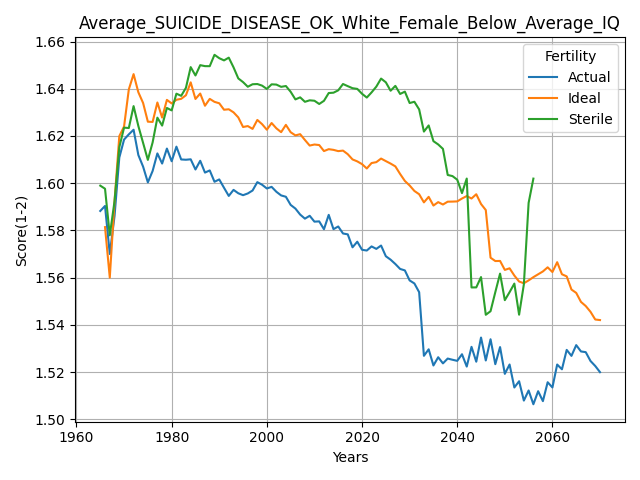 Average_SUICIDE_DISEASE_OK_White_Female_Below_Average_IQ
Score(1-2)
1.66
1.64
1.62
1.60
1.58
1.56
1.54
1.52
1.50
Fertility
Actual
Ideal
Sterile
1960 1980 2000 2020 2040 2060
Years